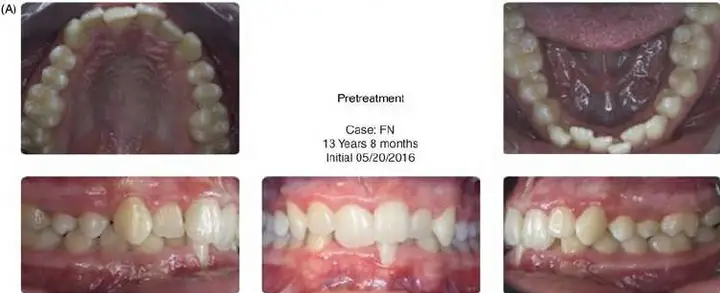 (A)
Pretreatment
Case: FN
13 Years 8 months
Initial 05/20/2016